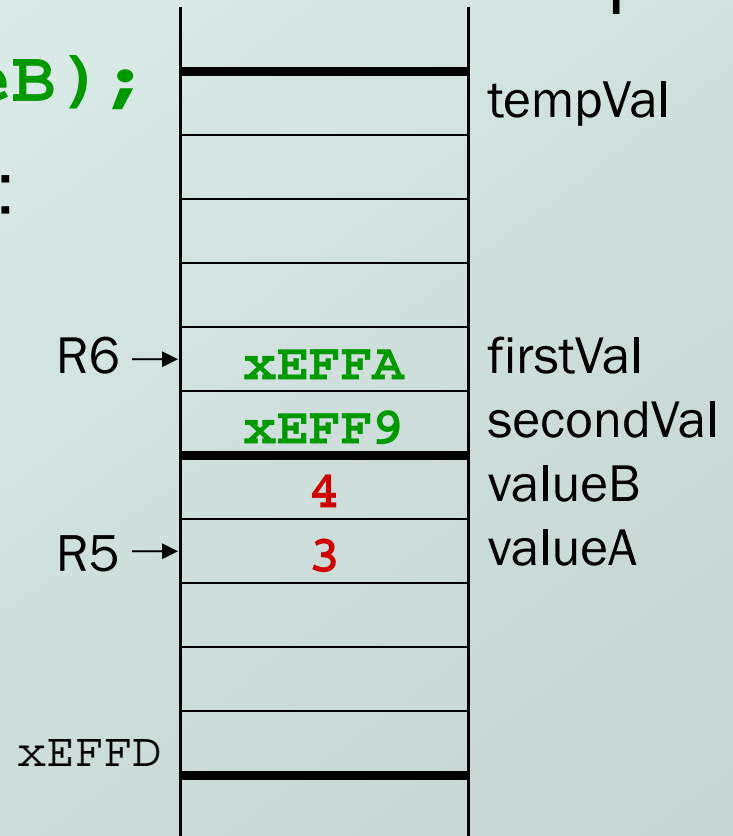 eB);
tempVal
:
R6 xEFFA firstVal
xEFF9 secondVal
4 valueB
R5 3 valueA
xEFFD